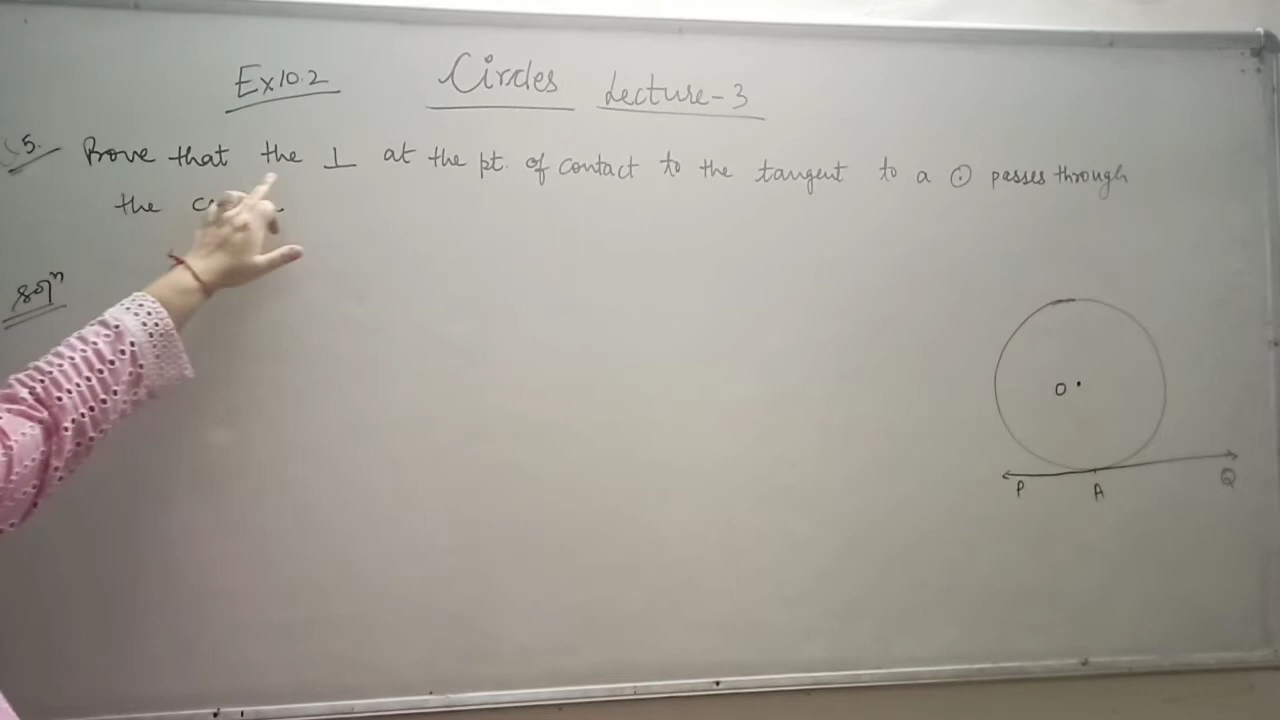 Ex10.2
Circles Lecture-3
5. Prove that the ⊥ at the pt. of contact to the tangent to a ⊙ passes through
the
Solⁿ
O
P
A
Q